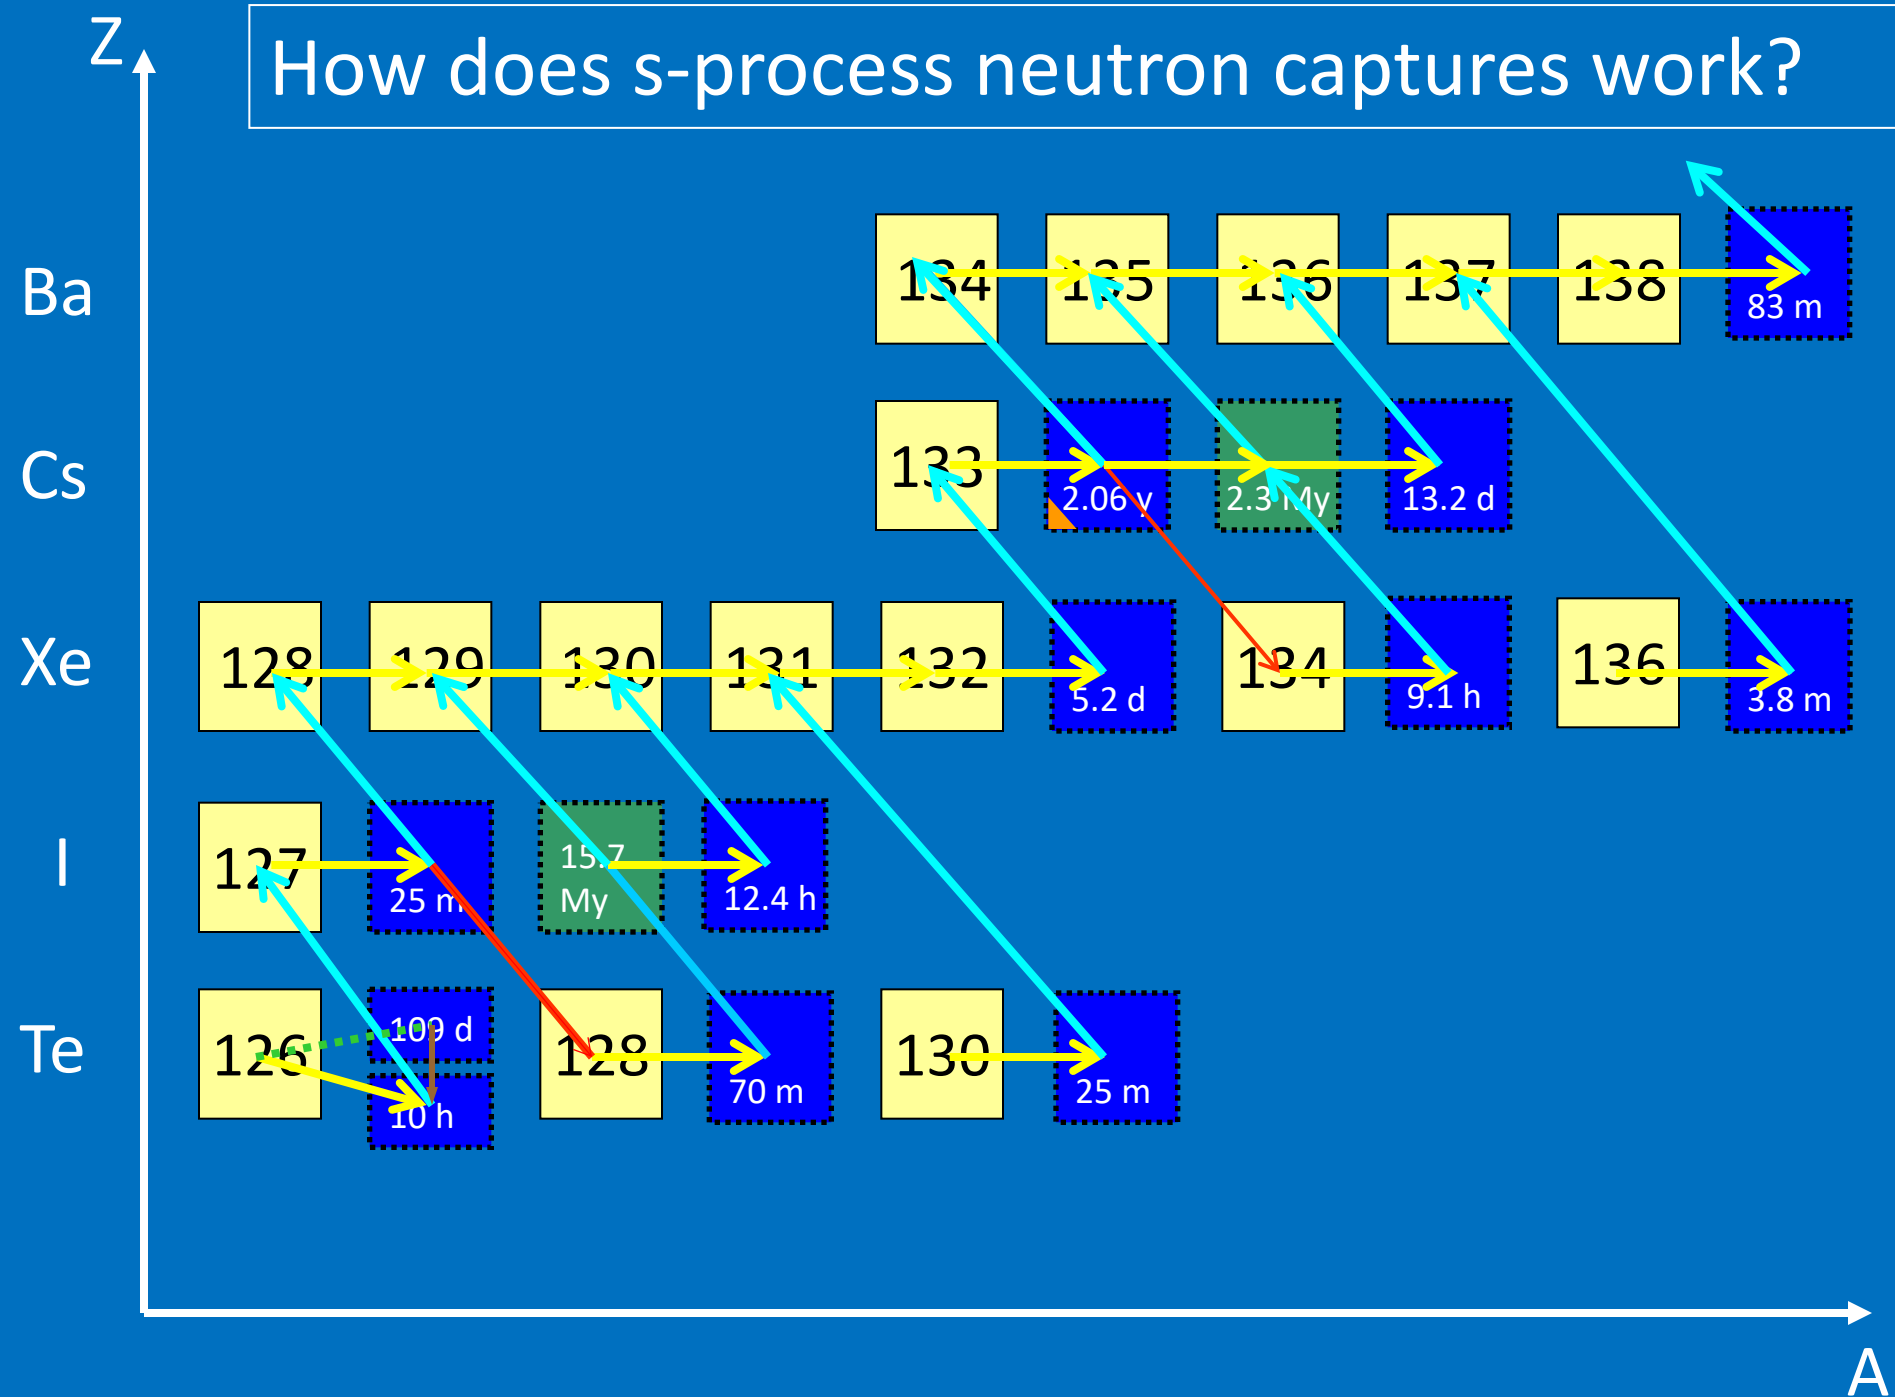 Z
How does s-process neutron captures work?
Ba
134
135
136
137
138
83 m
Cs
133
2.06 y
2.3 My
13.2 d
Xe
128
129
130
131
132
5.2 d
134
9.1 h
136
3.8 m
I
127
25 m
15.7
My
12.4 h
Te
126
109 d
10 h
128
70 m
130
25 m
A